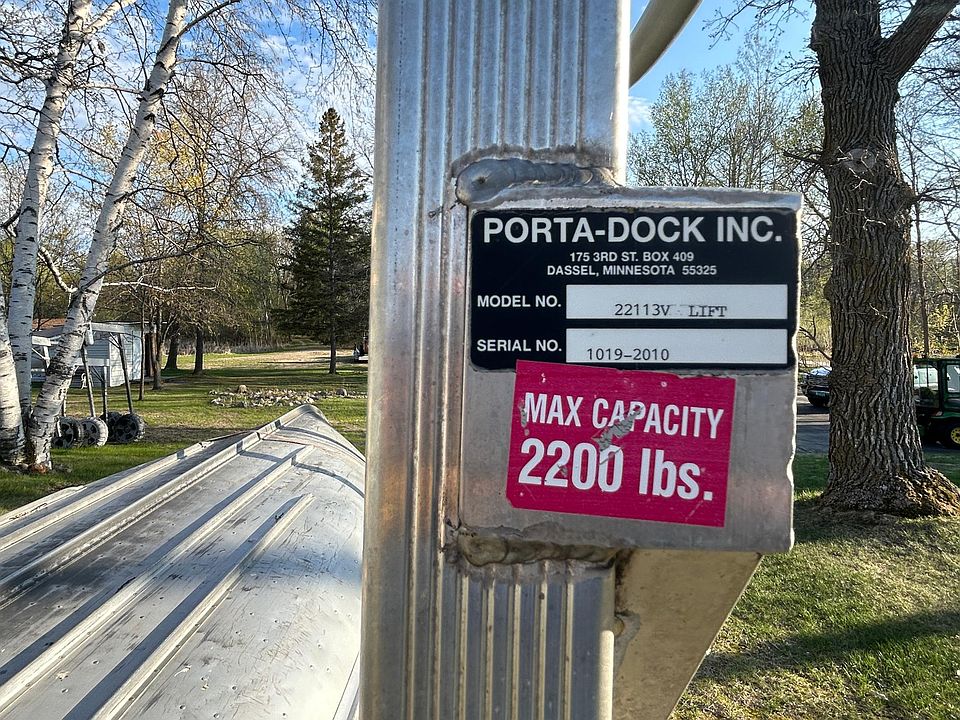 PORTA-DOCK INC.
175 3RD ST. BOX 409
DASSEL, MINNESOTA 55325
MODEL NO. 22113V LIFT
SERIAL NO. 1019-2010
MAX CAPACITY
2200 lbs.